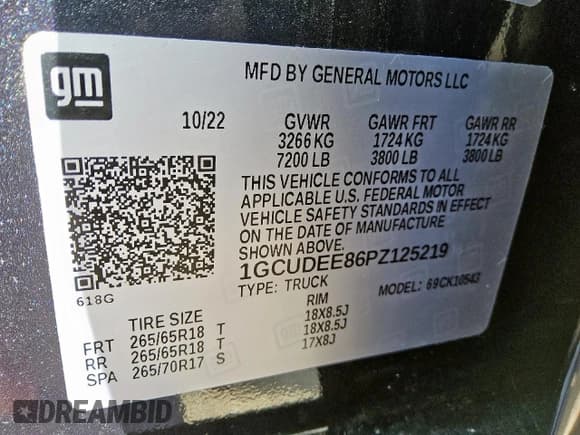 gm
MFD BY GENERAL MOTORS LLC
10/22 GVWR GAWR FRT GAWR RR
3266 KG 1724 KG 1724 KG
7200 LB 3800 LB 3800 LB
THIS VEHICLE CONFORMS TO ALL
APPLICABLE U.S. FEDERAL MOTOR
VEHICLE SAFETY STANDARDS IN EFFECT
ON THE DATE OF MANUFACTURE
SHOWN ABOVE.
1GCUDEE86PZ125219
618G
TYPE: TRUCK MODEL: 69CK10543
TIRE SIZE RIM
FRT 265/65R18 T 18X8.5J
RR 265/65R18 T 18X8.5J
SPA 265/70R17 S 17X8J
DREAMBID